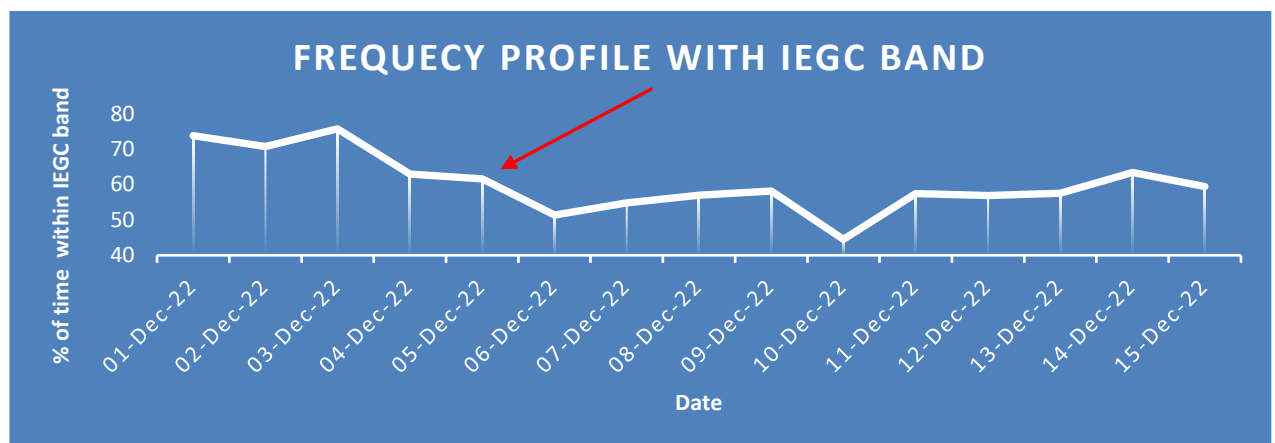 FREQUECY PROFILE WITH IEGC BAND
% of time within IEGC band
80
70
60
50
40
01-Dec-22
02-Dec-22
03-Dec-22
04-Dec-22
05-Dec-22
06-Dec-22
07-Dec-22
08-Dec-22
09-Dec-22
10-Dec-22
11-Dec-22
12-Dec-22
13-Dec-22
14-Dec-22
15-Dec-22
Date